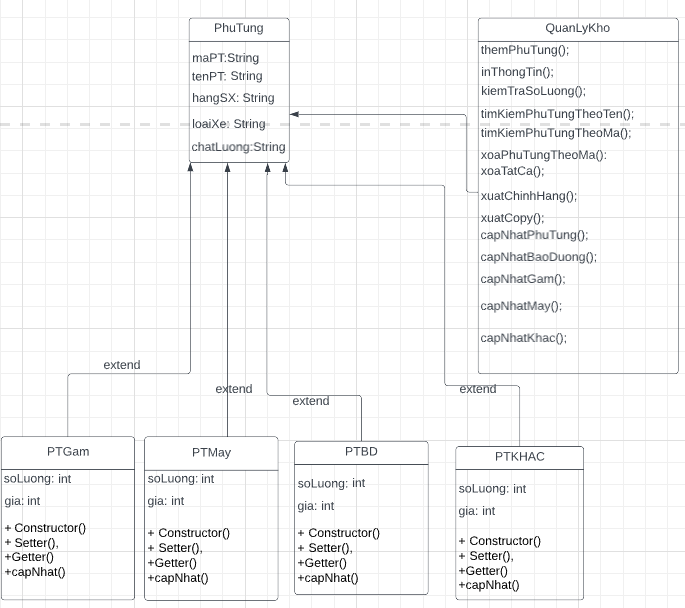 PhuTung
maPT:String
tenPT: String
hangSX: String
loaiXe: String
chatLuong:String
QuanLyKho
themPhuTung();
inThongTin();
kiemTraSoLuong();
timKiemPhuTungTheoTen();
timKiemPhuTungTheoMa();
xoaPhuTungTheoMa:
xoaTatCa();
xuatChinhHang();
xuatCopy();
capNhatPhuTung();
capNhatBaoDuong();
capNhatGam();
capNhatMay();
capNhatKhac();
extend
extend
extend
extend
PTGam
soLuong: int
gia: int
+ Constructor()
+ Setter(),
+Getter()
+capNhat()
PTMay
soLuong: int
gia: int
+ Constructor()
+ Setter(),
+Getter()
+capNhat()
PTBD
soLuong: int
gia: int
+ Constructor()
+ Setter(),
+Getter()
+capNhat()
PTKHAC
soLuong: int
gia: int
+ Constructor()
+ Setter(),
+Getter()
+capNhat()